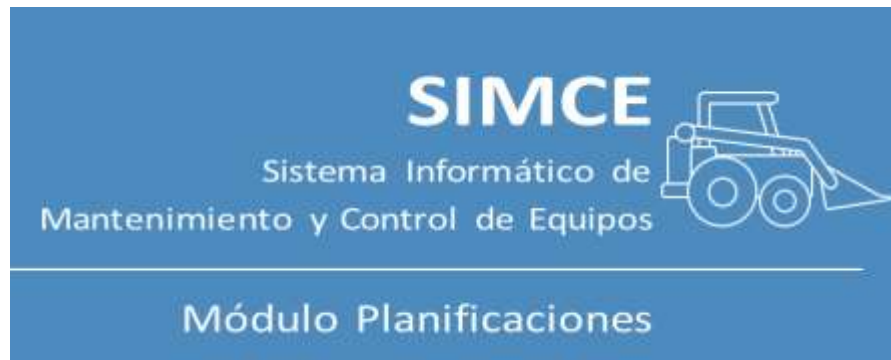 SIMCE
Sistema Informático de
Mantenimiento y Control de Equipos
Módulo Planificaciones